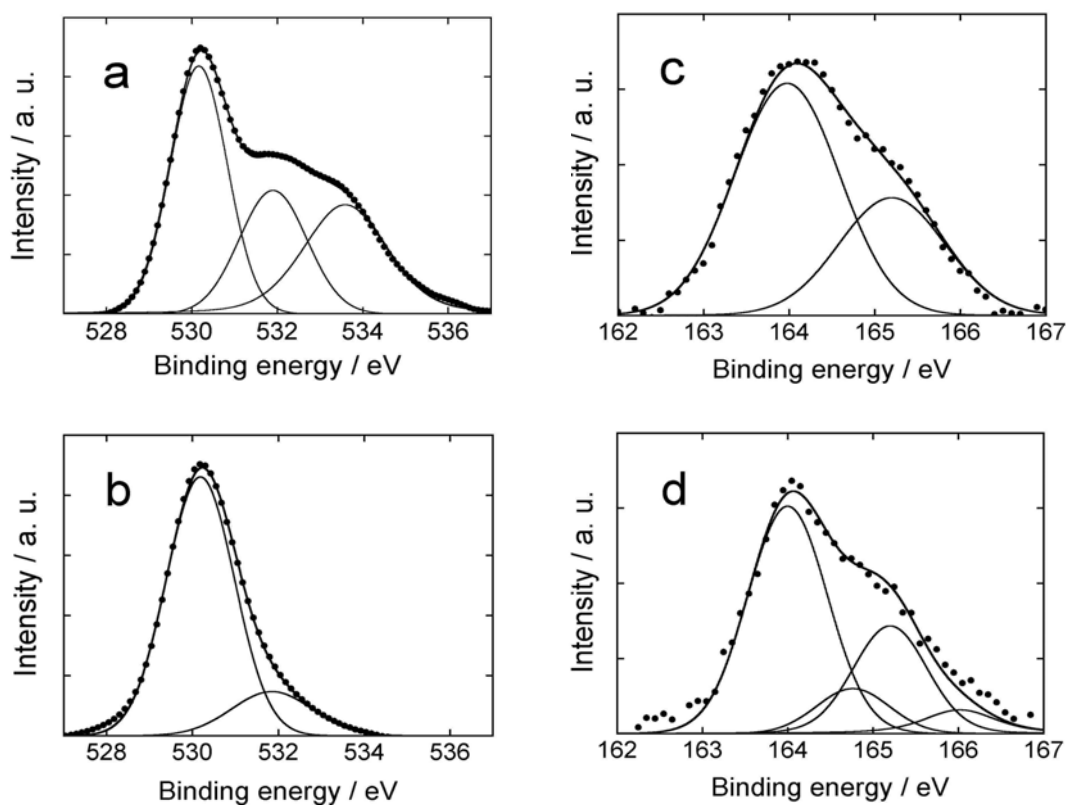 a
Intensity / a. u.
528 530 532 534 536
Binding energy / eV
c
Intensity / a. u.
162 163 164 165 166 167
Binding energy / eV
b
Intensity / a. u.
528 530 532 534 536
Binding energy / eV
d
Intensity / a. u.
162 163 164 165 166 167
Binding energy / eV